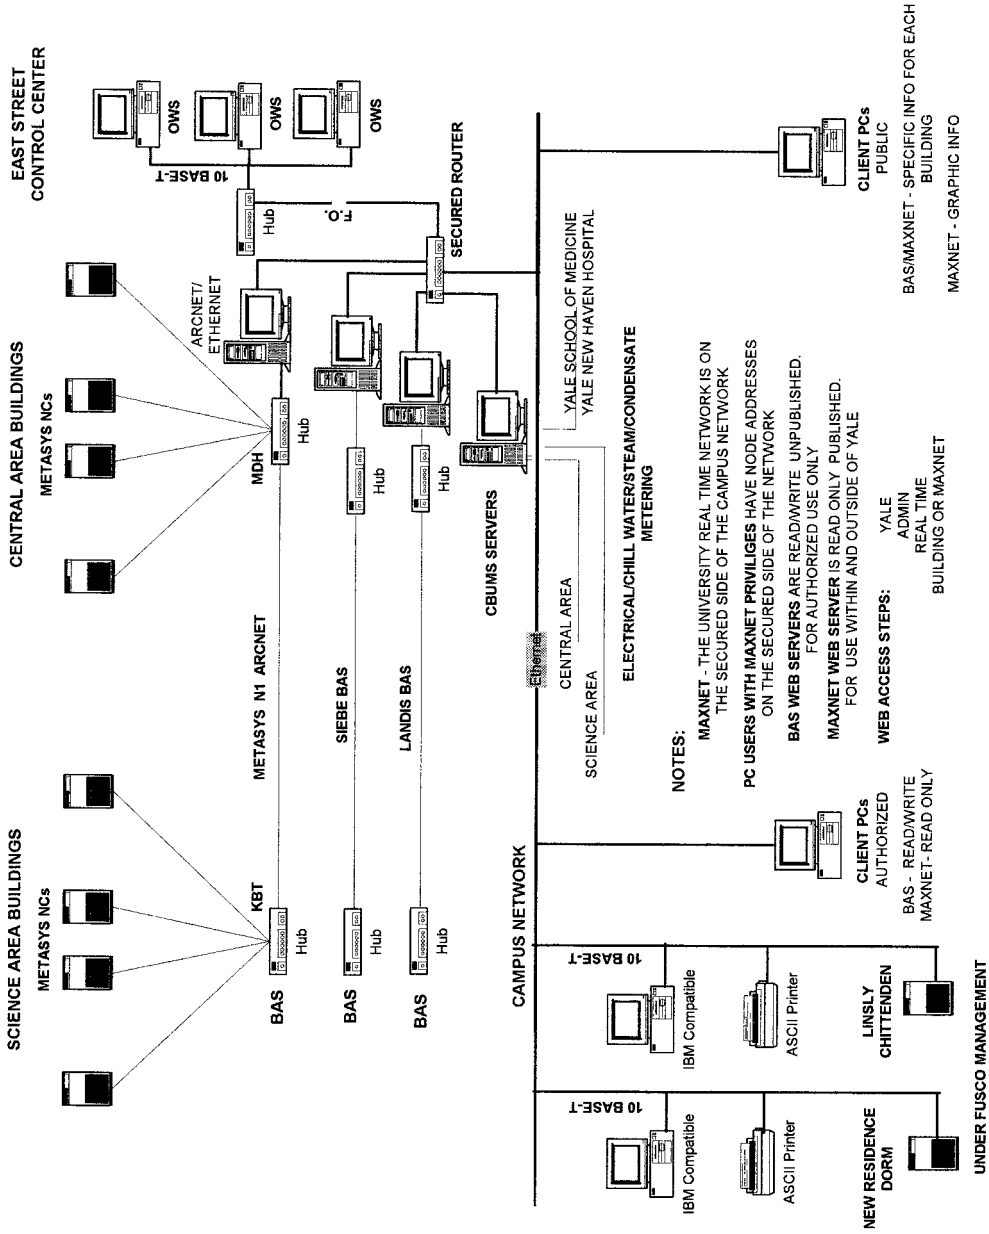 SCIENCE AREA BUILDINGS
METASYS NCs
CENTRAL AREA BUILDINGS
METASYS NCs
EAST STREET
CONTROL CENTER
OWS
OWS
OWS
10 BASE-T
Hub
F.O.
SECURED ROUTER
ARCNET/
ETHERNET
KBT
Hub
BAS
METASYS N1 ARCNET
MDH
Hub
BAS
Hub
SIEBE BAS
Hub
BAS
Hub
LANDIS BAS
Hub
CBUMS SERVERS
CAMPUS NETWORK
Ethernet
CENTRAL AREA
SCIENCE AREA
YALE SCHOOL OF MEDICINE
YALE NEW HAVEN HOSPITAL
ELECTRICAL/CHILL WATER/STEAM/CONDENSATE
METERING
10 BASE-T
IBM Compatible
ASCII Printer
NEW RESIDENCE
DORM
10 BASE-T
IBM Compatible
ASCII Printer
LINSLY
CHITTENDEN
UNDER FUSCO MANAGEMENT
CLIENT PCs
AUTHORIZED
BAS - READ/WRITE
MAXNET- READ ONLY
NOTES:
MAXNET - THE UNIVERSITY REAL TIME NETWORK IS ON
THE SECURED SIDE OF THE CAMPUS NETWORK
PC USERS WITH MAXNET PRIVILIGES HAVE NODE ADDRESSES
ON THE SECURED SIDE OF THE NETWORK
BAS WEB SERVERS ARE READ/WRITE UNPUBLISHED.
FOR AUTHORIZED USE ONLY
MAXNET WEB SERVER IS READ ONLY PUBLISHED.
FOR USE WITHIN AND OUTSIDE OF YALE
WEB ACCESS STEPS:
YALE
ADMIN
REAL TIME
BUILDING OR MAXNET
CLIENT PCs
PUBLIC
BAS/MAXNET - SPECIFIC INFO FOR EACH
BUILDING
MAXNET - GRAPHIC INFO